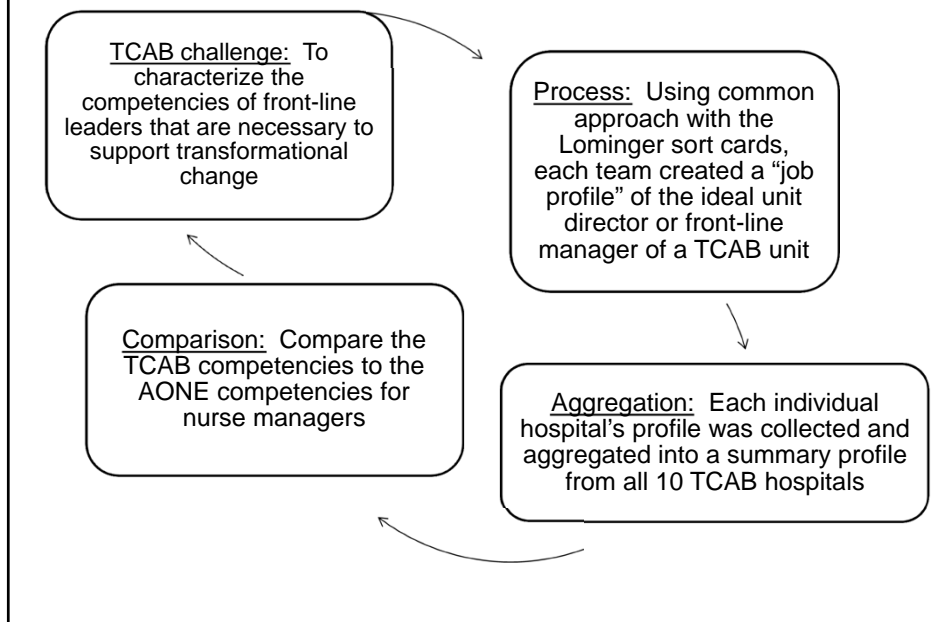 TCAB challenge: To
characterize the
competencies of front-line
leaders that are necessary to
support transformational
change
Process: Using common
approach with the
Lominger sort cards,
each team created a “job
profile” of the ideal unit
director or front-line
manager of a TCAB unit
Aggregation: Each individual
hospital’s profile was collected and
aggregated into a summary profile
from all 10 TCAB hospitals
Comparison: Compare the
TCAB competencies to the
AONE competencies for
nurse managers